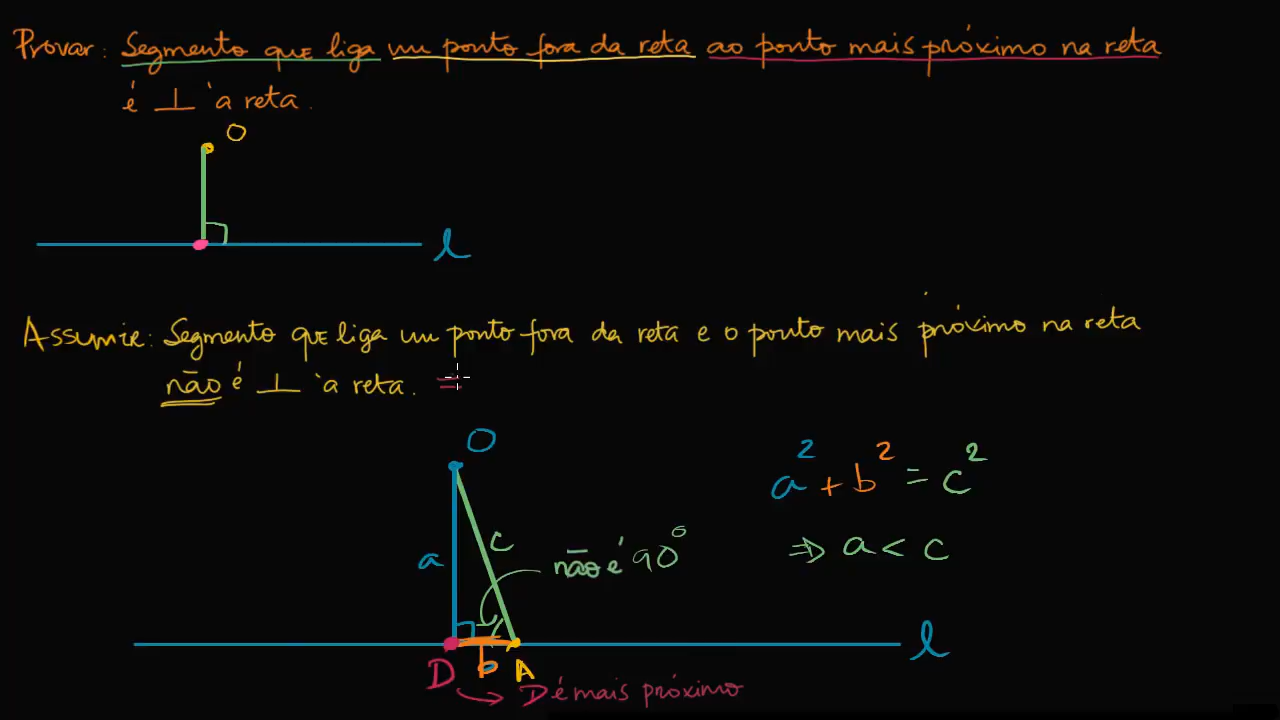 Provar: Segmento que liga um ponto fora da reta ao ponto mais próximo na reta
é ⊥ à reta.
O
l
Assumir: Segmento que liga um ponto fora da reta e o ponto mais próximo na reta
não é ⊥ à reta. =
O
a² + b² = c²
c
a
não é 90°
⇒ a < c
l
D b A
D é mais próximo